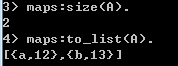 3> maps:size(A).
2
4> maps:to_list(A).
[{a,12},{b,13}]